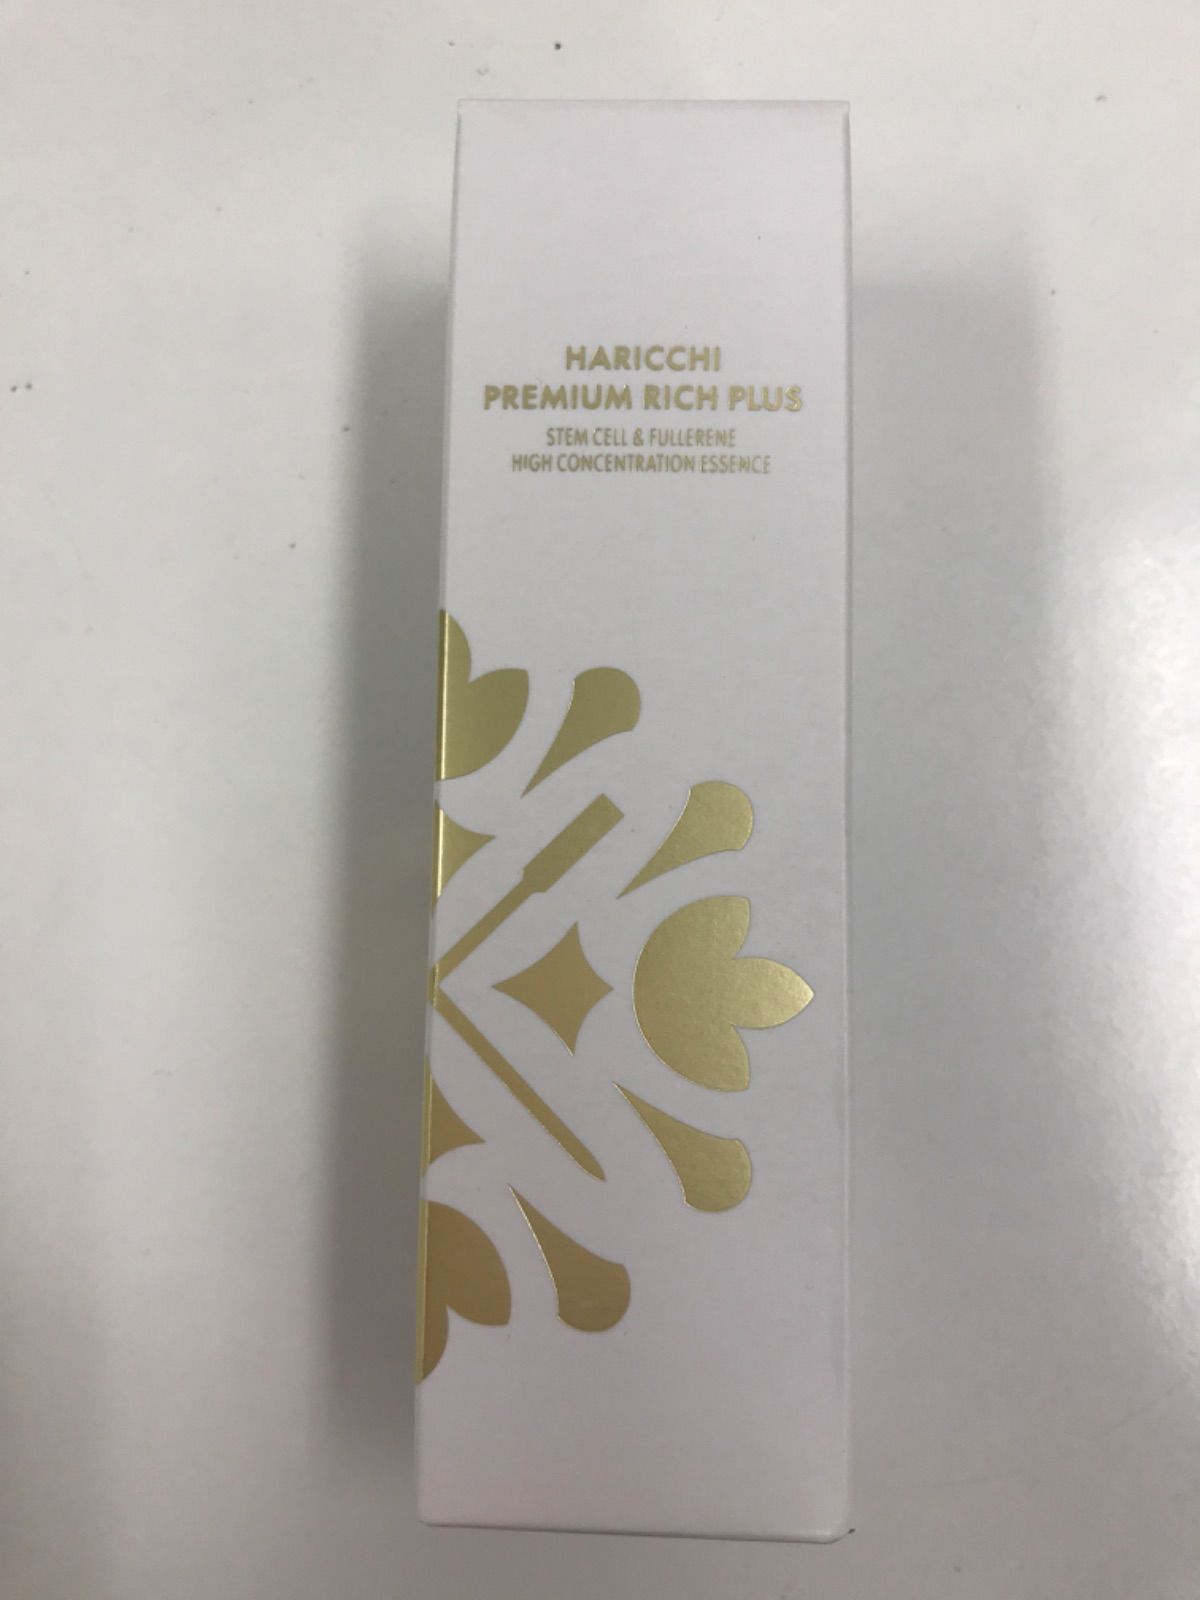 HARICCHI
PREMIUM RICH PLUS
STEM CELL & FULLERENE
HIGH CONCENTRATION ESSENCE